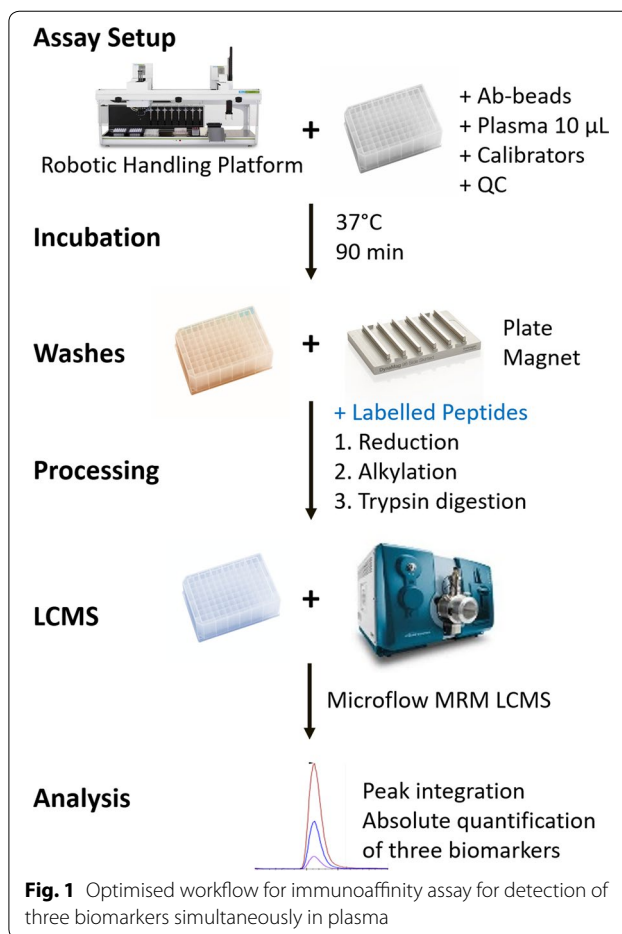 Assay Setup
Robotic Handling Platform
+
+ Ab-beads
+ Plasma 10 µL
+ Calibrators
+ QC
Incubation
37°C
90 min
Washes
+
Plate
Magnet
Processing
+ Labelled Peptides
1. Reduction
2. Alkylation
3. Trypsin digestion
LCMS
+
Microflow MRM LCMS
Analysis
Peak integration
Absolute quantification
of three biomarkers
Fig. 1 Optimised workflow for immunoaffinity assay for detection of
three biomarkers simultaneously in plasma